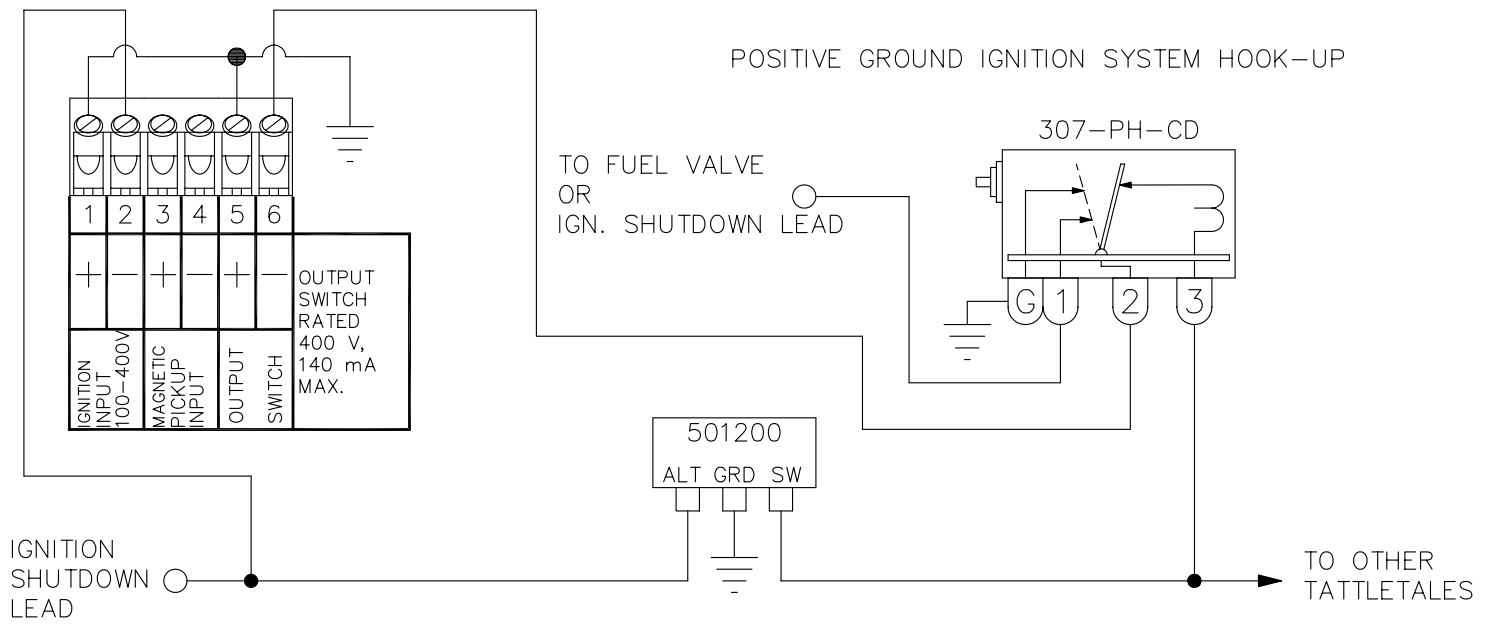 POSITIVE GROUND IGNITION SYSTEM HOOK-UP
307-PH-CD
TO FUEL VALVE
OR
IGN. SHUTDOWN LEAD
1 2 3 4 5 6
+ - + - + -
OUTPUT
SWITCH
RATED
400 V,
140 mA
MAX.
IGNITION
INPUT
100-400V
MAGNETIC
PICKUP
INPUT
OUTPUT
SWITCH
G 1 2 3
501200
ALT GRD SW
IGNITION
SHUTDOWN
LEAD
TO OTHER
TATTLETALES